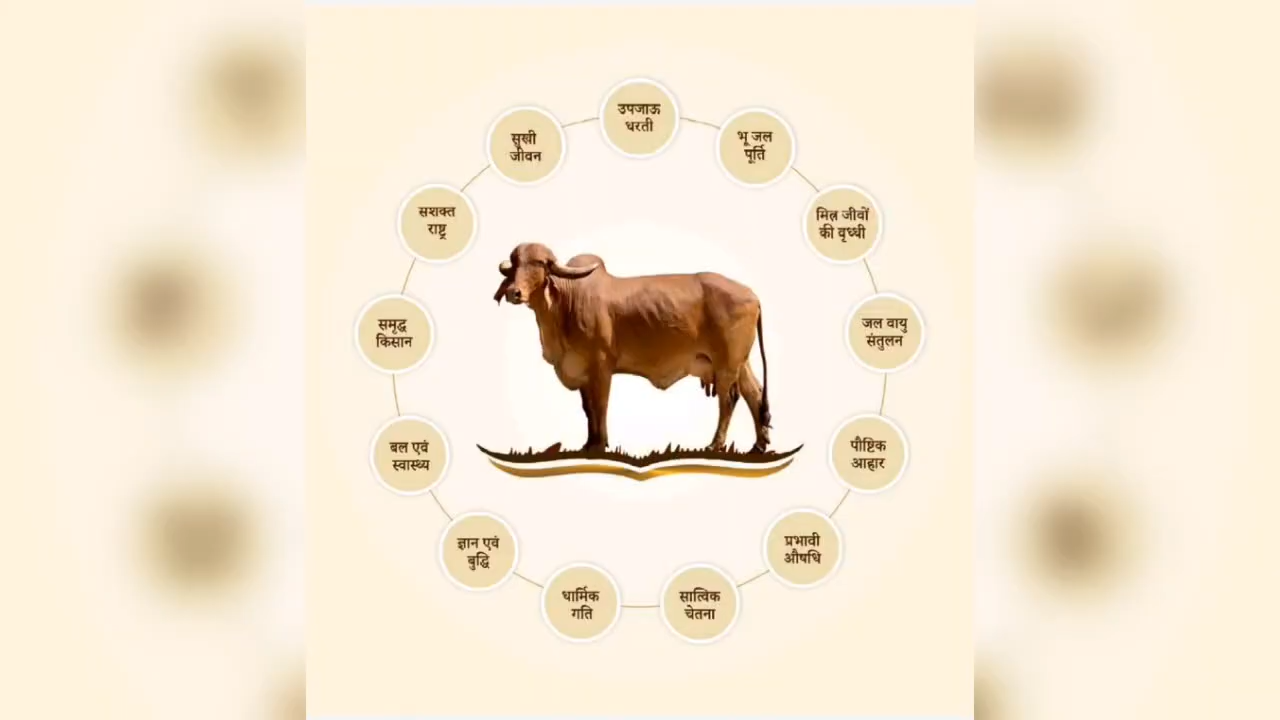 उपजाऊ
धरती
भू जल
पूर्ति
मित्र जीवों
की वृध्धी
जल वायु
संतुलन
पौष्टिक
आहार
प्रभावी
औषधि
सात्विक
चेतना
धार्मिक
गति
ज्ञान एवं
बुद्धि
बल एवं
स्वास्थ्य
समृद्ध
किसान
सशक्त
राष्ट्र
सुखी
जीवन